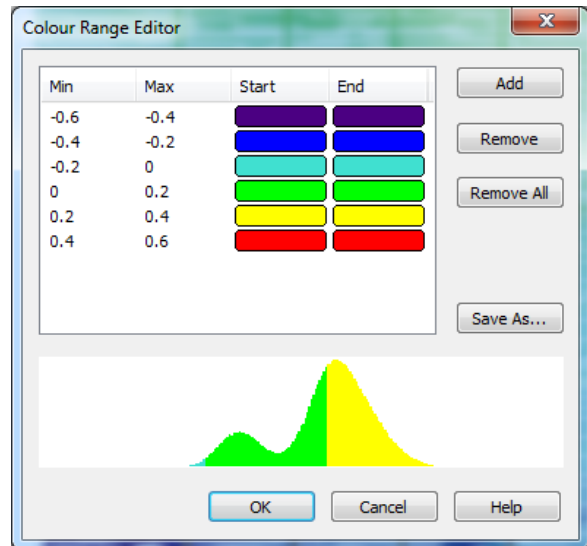 Colour Range Editor
Min Max Start End
-0.6 -0.4
-0.4 -0.2
-0.2 0
0 0.2
0.2 0.4
0.4 0.6
Add
Remove
Remove All
Save As...
OK Cancel Help